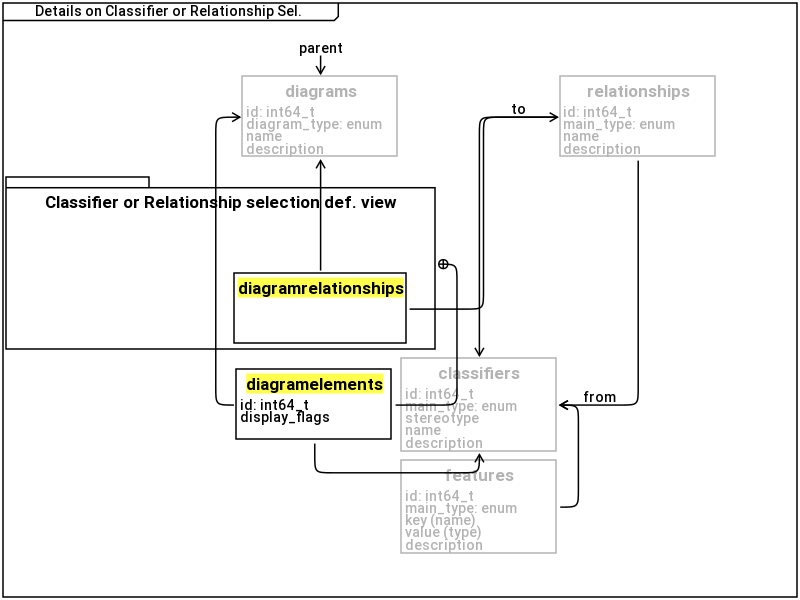 Details on Classifier or Relationship Sel.
parent
diagrams
id: int64_t
diagram_type: enum
name
description
to
relationships
id: int64_t
main_type: enum
name
description
Classifier or Relationship selection def. view
diagramrelationships
diagramelements
id: int64_t
display_flags
classifiers
id: int64_t
main_type: enum
stereotype
name
description
from
features
id: int64_t
main_type: enum
key (name)
value (type)
description